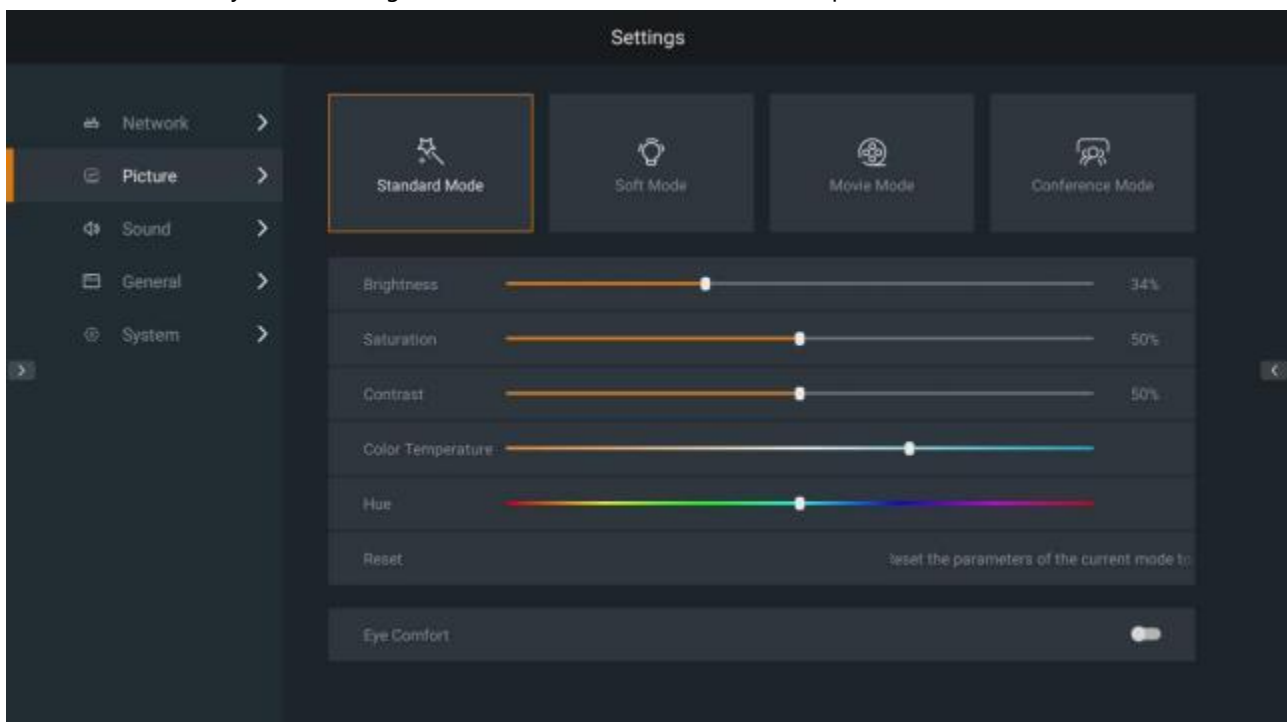 Settings
Network
Picture
Sound
General
System
Standard Mode
Soft Mode
Movie Mode
Conference Mode
Brightness 34%
Saturation 50%
Contrast 50%
Color Temperature
Hue
Reset eset the parameters of the current mode to
Eye Comfort